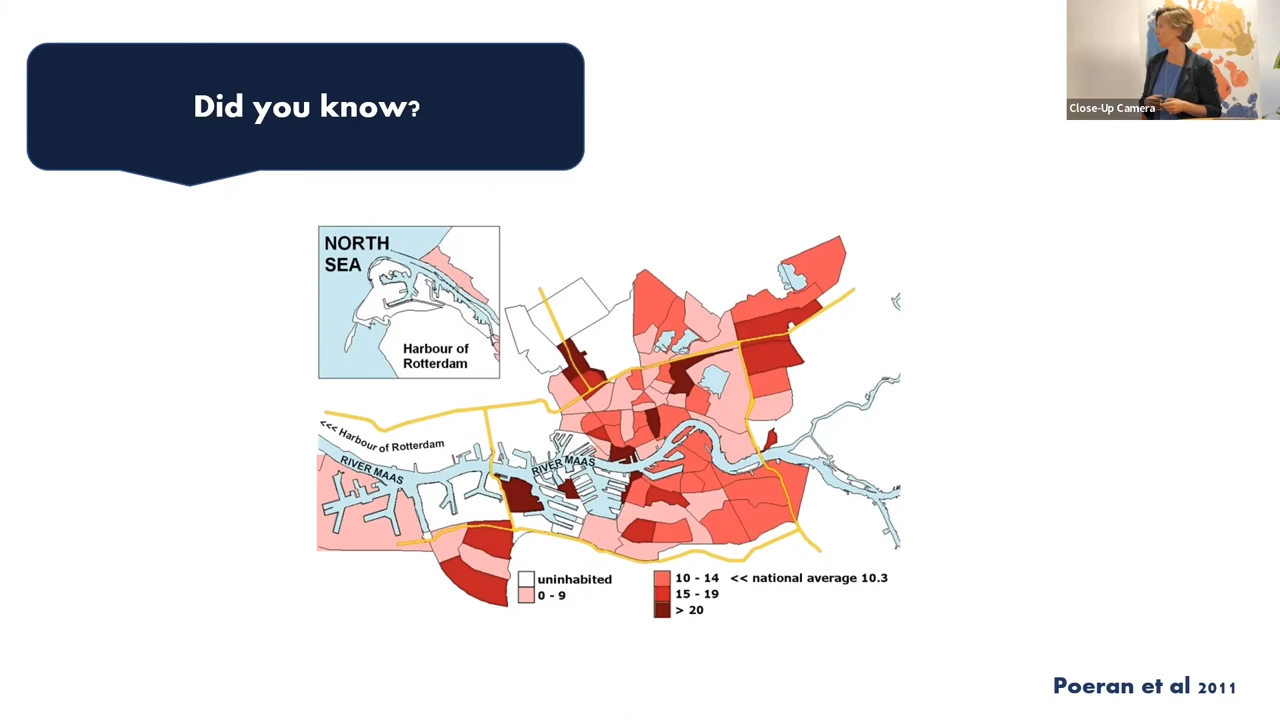 Did you know?
Close-Up Camera
NORTH
SEA
Harbour of
Rotterdam
<<< Harbour of Rotterdam
RIVER MAAS
RIVER MAAS
uninhabited
0 - 9
10 - 14 << national average 10.3
15 - 19
> 20
Poeran et al 2011